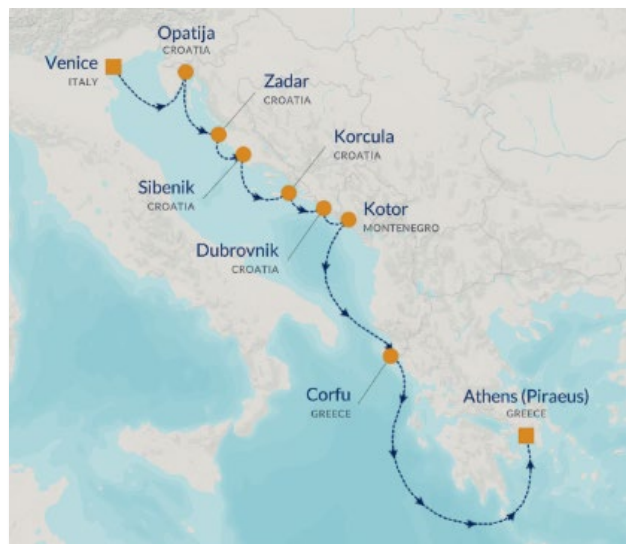 Opatija
CROATIA
Venice
ITALY
Zadar
CROATIA
Korcula
CROATIA
Sibenik
CROATIA
Kotor
MONTENEGRO
Dubrovnik
CROATIA
Corfu
GREECE
Athens (Piraeus)
GREECE